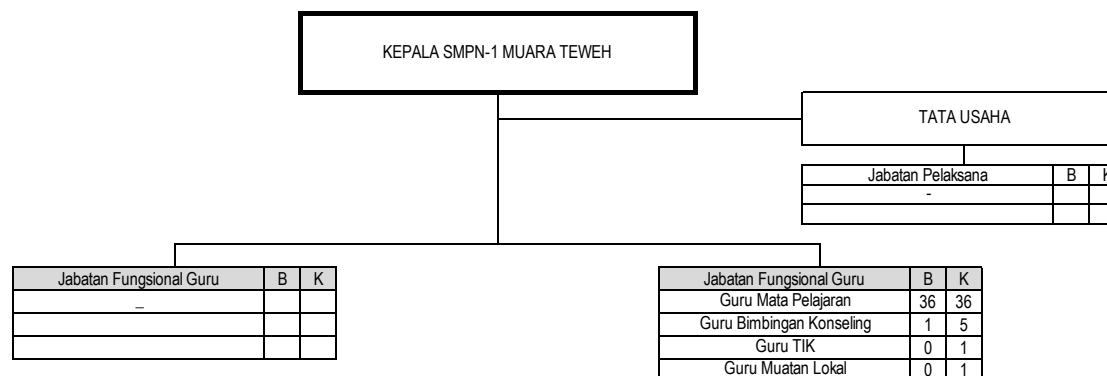 KEPALA SMPN-1 MUARA TEWEH
TATA USAHA
Jabatan Pelaksana B K
-
Jabatan Fungsional Guru B K
_
Jabatan Fungsional Guru B K
Guru Mata Pelajaran 36 36
Guru Bimbingan Konseling 1 5
Guru TIK 0 1
Guru Muatan Lokal 0 1